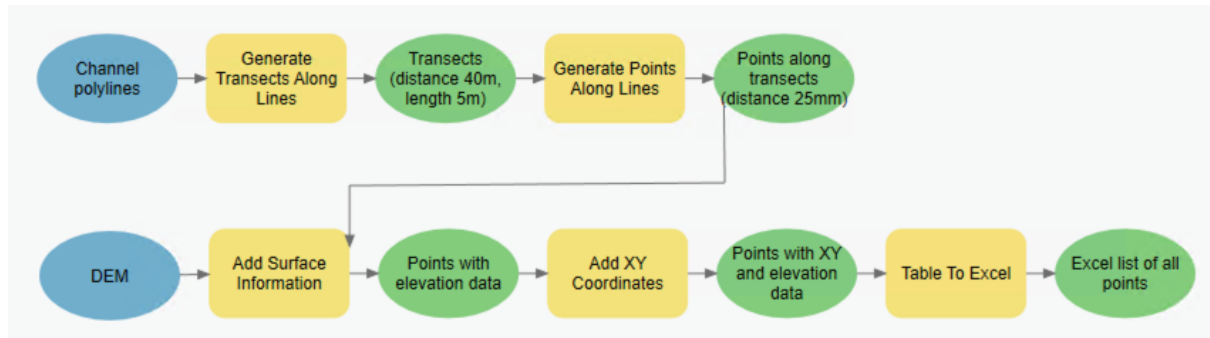 Channel
polylines
Generate
Transects Along
Lines
Transects
(distance 40m,
length 5m)
Generate Points
Along Lines
Points along
transects
(distance 25mm)
DEM
Add Surface
Information
Points with
elevation data
Add XY
Coordinates
Points with XY
and elevation
data
Table To Excel
Excel list of all
points